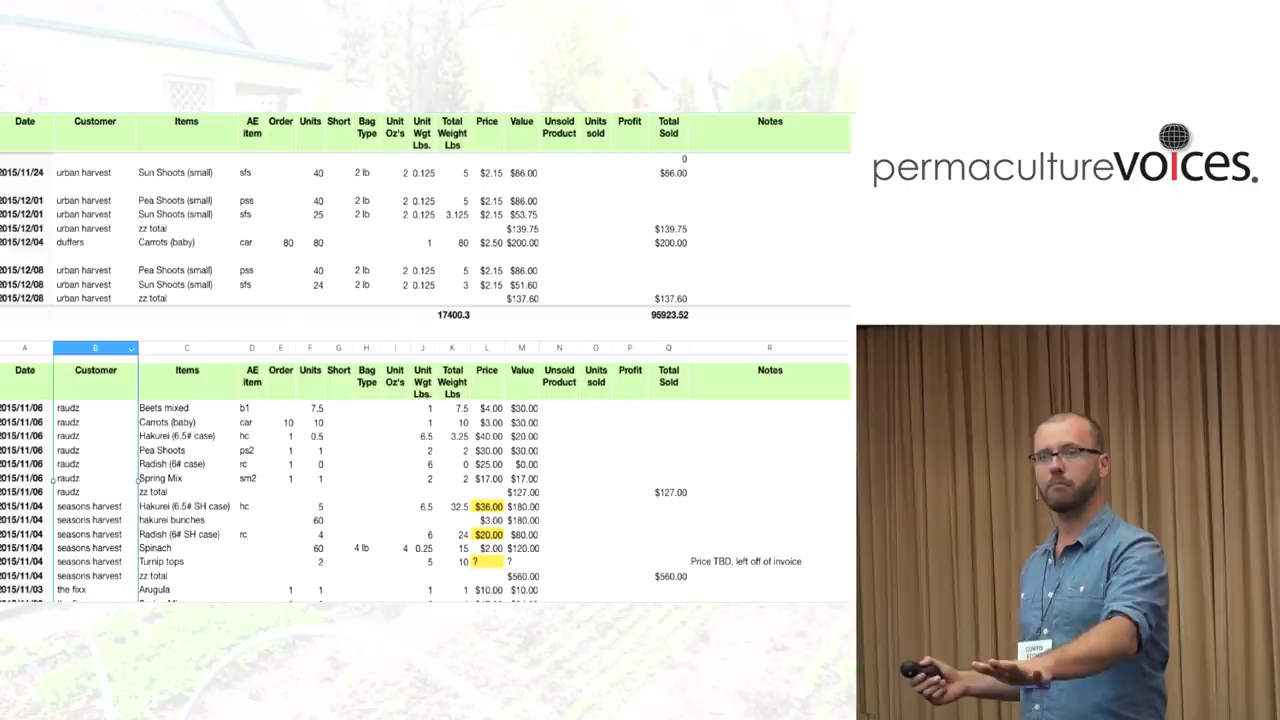 Date Customer Items AE item Order Units Short Bag Type Unit Oz's Unit Wgt Lbs. Total Weight Lbs Price Value Unsold Product Units sold Profit Total Sold Notes
0
2015/11/24 urban harvest Sun Shoots (small) sfs 40 2 lb 2 0.125 5 $2.15 $86.00 $86.00
2015/12/01 urban harvest Pea Shoots (small) pss 40 2 lb 2 0.125 5 $2.15 $86.00
2015/12/01 urban harvest Sun Shoots (small) sfs 25 2 lb 2 0.125 3.125 $2.15 $53.75
2015/12/01 urban harvest zz total $139.75 $139.75
2015/12/04 duffers Carrots (baby) car 80 80 1 80 $2.50 $200.00 $200.00
2015/12/08 urban harvest Pea Shoots (small) pss 40 2 lb 2 0.125 5 $2.15 $86.00
2015/12/08 urban harvest Sun Shoots (small) sfs 24 2 lb 2 0.125 3 $2.15 $51.60
2015/12/08 urban harvest zz total $137.60 $137.60
17400.3 95923.52
A B C D E F G H I J K L M N O P Q R
Date Customer Items AE item Order Units Short Bag Type Unit Oz's Unit Wgt Lbs. Total Weight Lbs Price Value Unsold Product Units sold Profit Total Sold Notes
2015/11/06 raudz Beets mixed b1 7.5 1 7.5 $4.00 $30.00
2015/11/06 raudz Carrots (baby) car 10 10 1 10 $3.00 $30.00
2015/11/06 raudz Hakurei (6.5# case) hc 1 0.5 6.5 3.25 $40.00 $20.00
2015/11/06 raudz Pea Shoots ps2 1 1 2 2 $30.00 $30.00
2015/11/06 raudz Radish (6# case) rc 1 0 6 0 $25.00 $0.00
2015/11/06 raudz Spring Mix sm2 1 1 2 2 $17.00 $17.00
2015/11/06 raudz zz total $127.00 $127.00
2015/11/04 seasons harvest Hakurei (6.5# SH case) hc 5 6.5 32.5 $36.00 $180.00
2015/11/04 seasons harvest hakurei bunches 60 $3.00 $180.00
2015/11/04 seasons harvest Radish (6# SH case) rc 4 6 24 $20.00 $80.00
2015/11/04 seasons harvest Spinach 60 4 lb 4 0.25 15 $2.00 $120.00
2015/11/04 seasons harvest Turnip tops 2 5 10 ? ? Price TBD, left off of invoice
2015/11/04 seasons harvest zz total $560.00 $560.00
2015/11/03 the fixx Arugula 1 1 1 1 $10.00 $10.00
permaculturevoices.
CURTIS